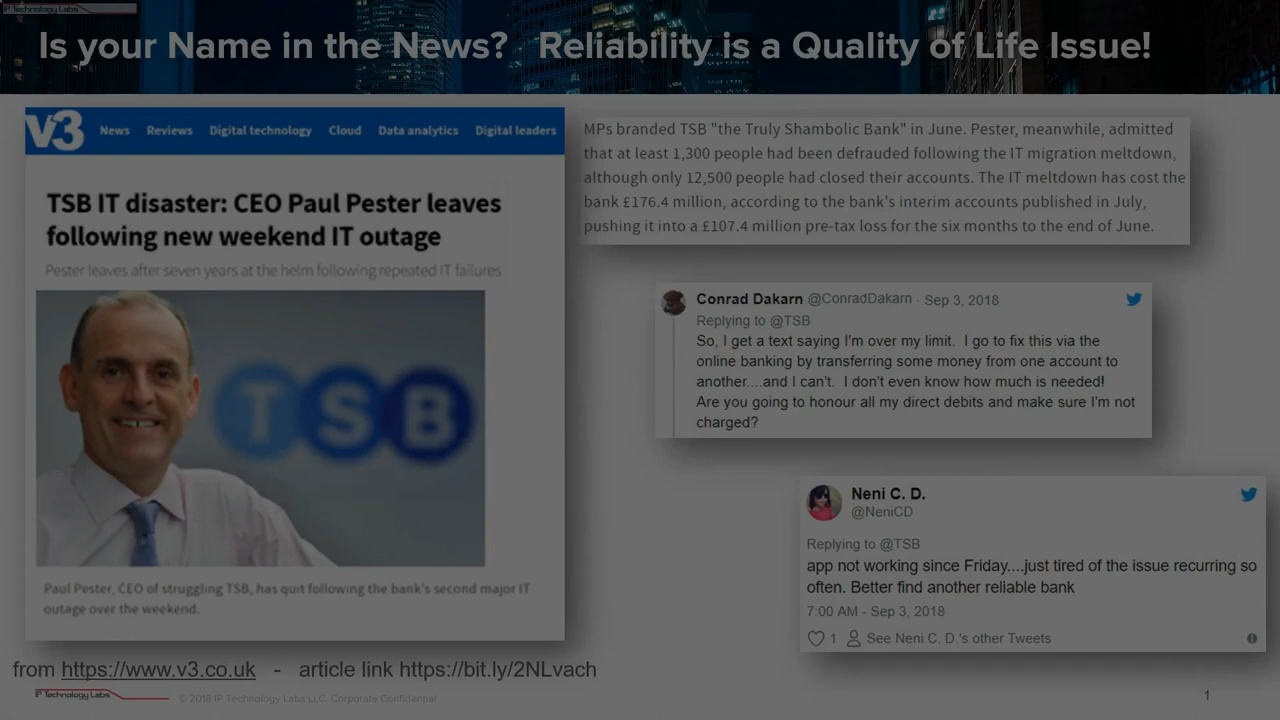 IP Technology Labs
Is your Name in the News? Reliability is a Quality of Life Issue!
V3 News Reviews Digital technology Cloud Data analytics Digital leaders
TSB IT disaster: CEO Paul Pester leaves
following new weekend IT outage
Pester leaves after seven years at the helm following repeated IT failures
TSB
Paul Pester, CEO of struggling TSB, has quit following the bank's second major IT
outage over the weekend.
MPs branded TSB "the Truly Shambolic Bank" in June. Pester, meanwhile, admitted
that at least 1,300 people had been defrauded following the IT migration meltdown,
although only 12,500 people had closed their accounts. The IT meltdown has cost the
bank £176.4 million, according to the bank's interim accounts published in July,
pushing it into a £107.4 million pre-tax loss for the six months to the end of June.
Conrad Dakarn @ConradDakarn · Sep 3, 2018
Replying to @TSB
So, I get a text saying I'm over my limit. I go to fix this via the
online banking by transferring some money from one account to
another....and I can't. I don't even know how much is needed!
Are you going to honour all my direct debits and make sure I'm not
charged?
Neni C. D.
@NeniCD
Replying to @TSB
app not working since Friday....just tired of the issue recurring so
often. Better find another reliable bank
7:00 AM - Sep 3, 2018
1 See Neni C. D.'s other Tweets
from https://www.v3.co.uk - article link https://bit.ly/2NLvach
IP Technology Labs © 2018 IP Technology Labs LLC. Corporate Confidential 1